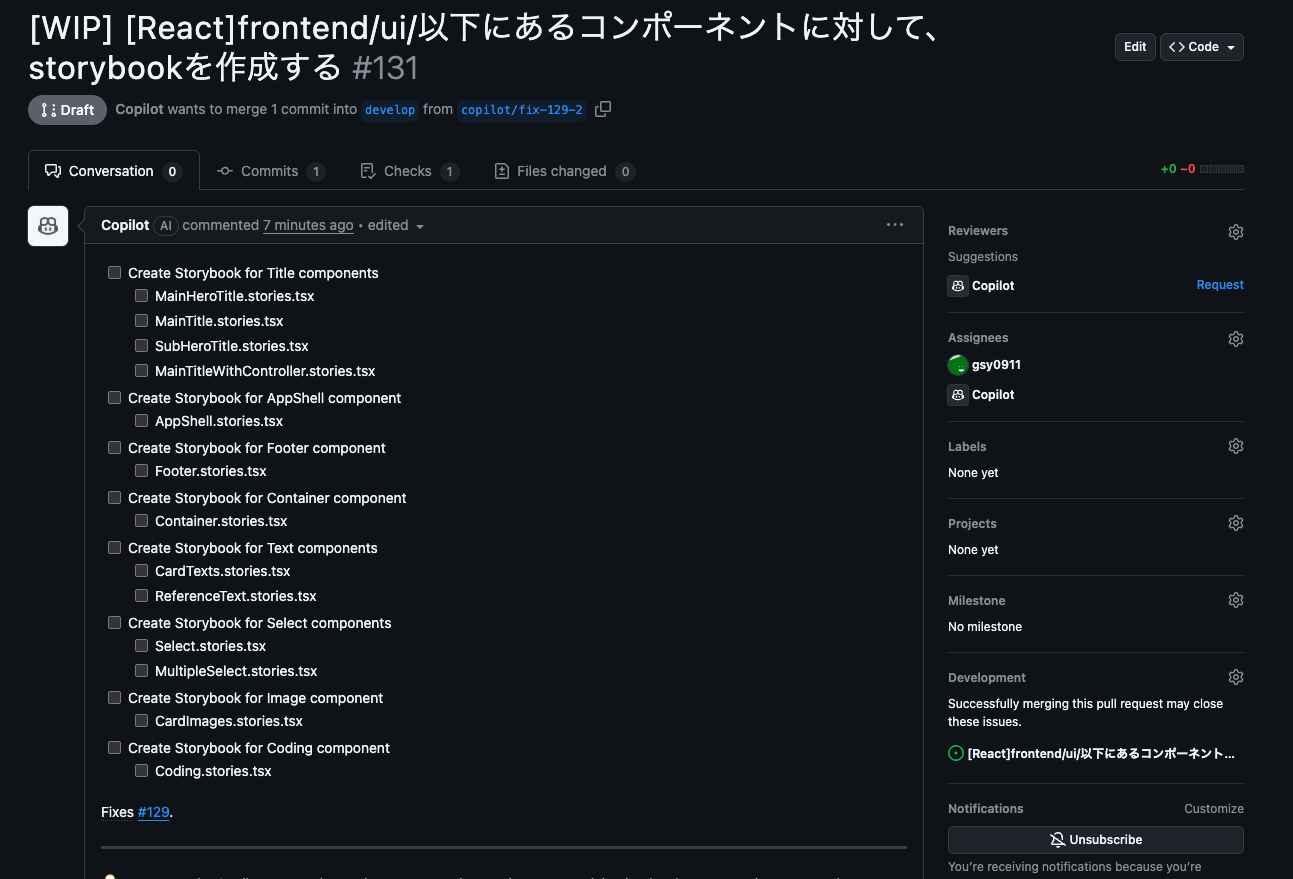 [WIP] [React]frontend/ui/以下にあるコンポーネントに対して、
storybookを作成する #131
Edit
<> Code
Draft
Copilot wants to merge 1 commit into develop from copilot/fix-129-2
Conversation 0
Commits 1
Checks 1
Files changed 0
+0 −0
Copilot AI commented 7 minutes ago • edited
Create Storybook for Title components
MainHeroTitle.stories.tsx
MainTitle.stories.tsx
SubHeroTitle.stories.tsx
MainTitleWithController.stories.tsx
Create Storybook for AppShell component
AppShell.stories.tsx
Create Storybook for Footer component
Footer.stories.tsx
Create Storybook for Container component
Container.stories.tsx
Create Storybook for Text components
CardTexts.stories.tsx
ReferenceText.stories.tsx
Create Storybook for Select components
Select.stories.tsx
MultipleSelect.stories.tsx
Create Storybook for Image component
CardImages.stories.tsx
Create Storybook for Coding component
Coding.stories.tsx
Fixes #129.
Reviewers
Suggestions
Copilot
Request
Assignees
gsy0911
Copilot
Labels
None yet
Projects
None yet
Milestone
No milestone
Development
Successfully merging this pull request may close
these issues.
[React]frontend/ui/以下にあるコンポーネント...
Notifications
Customize
Unsubscribe
You're receiving notifications because you're